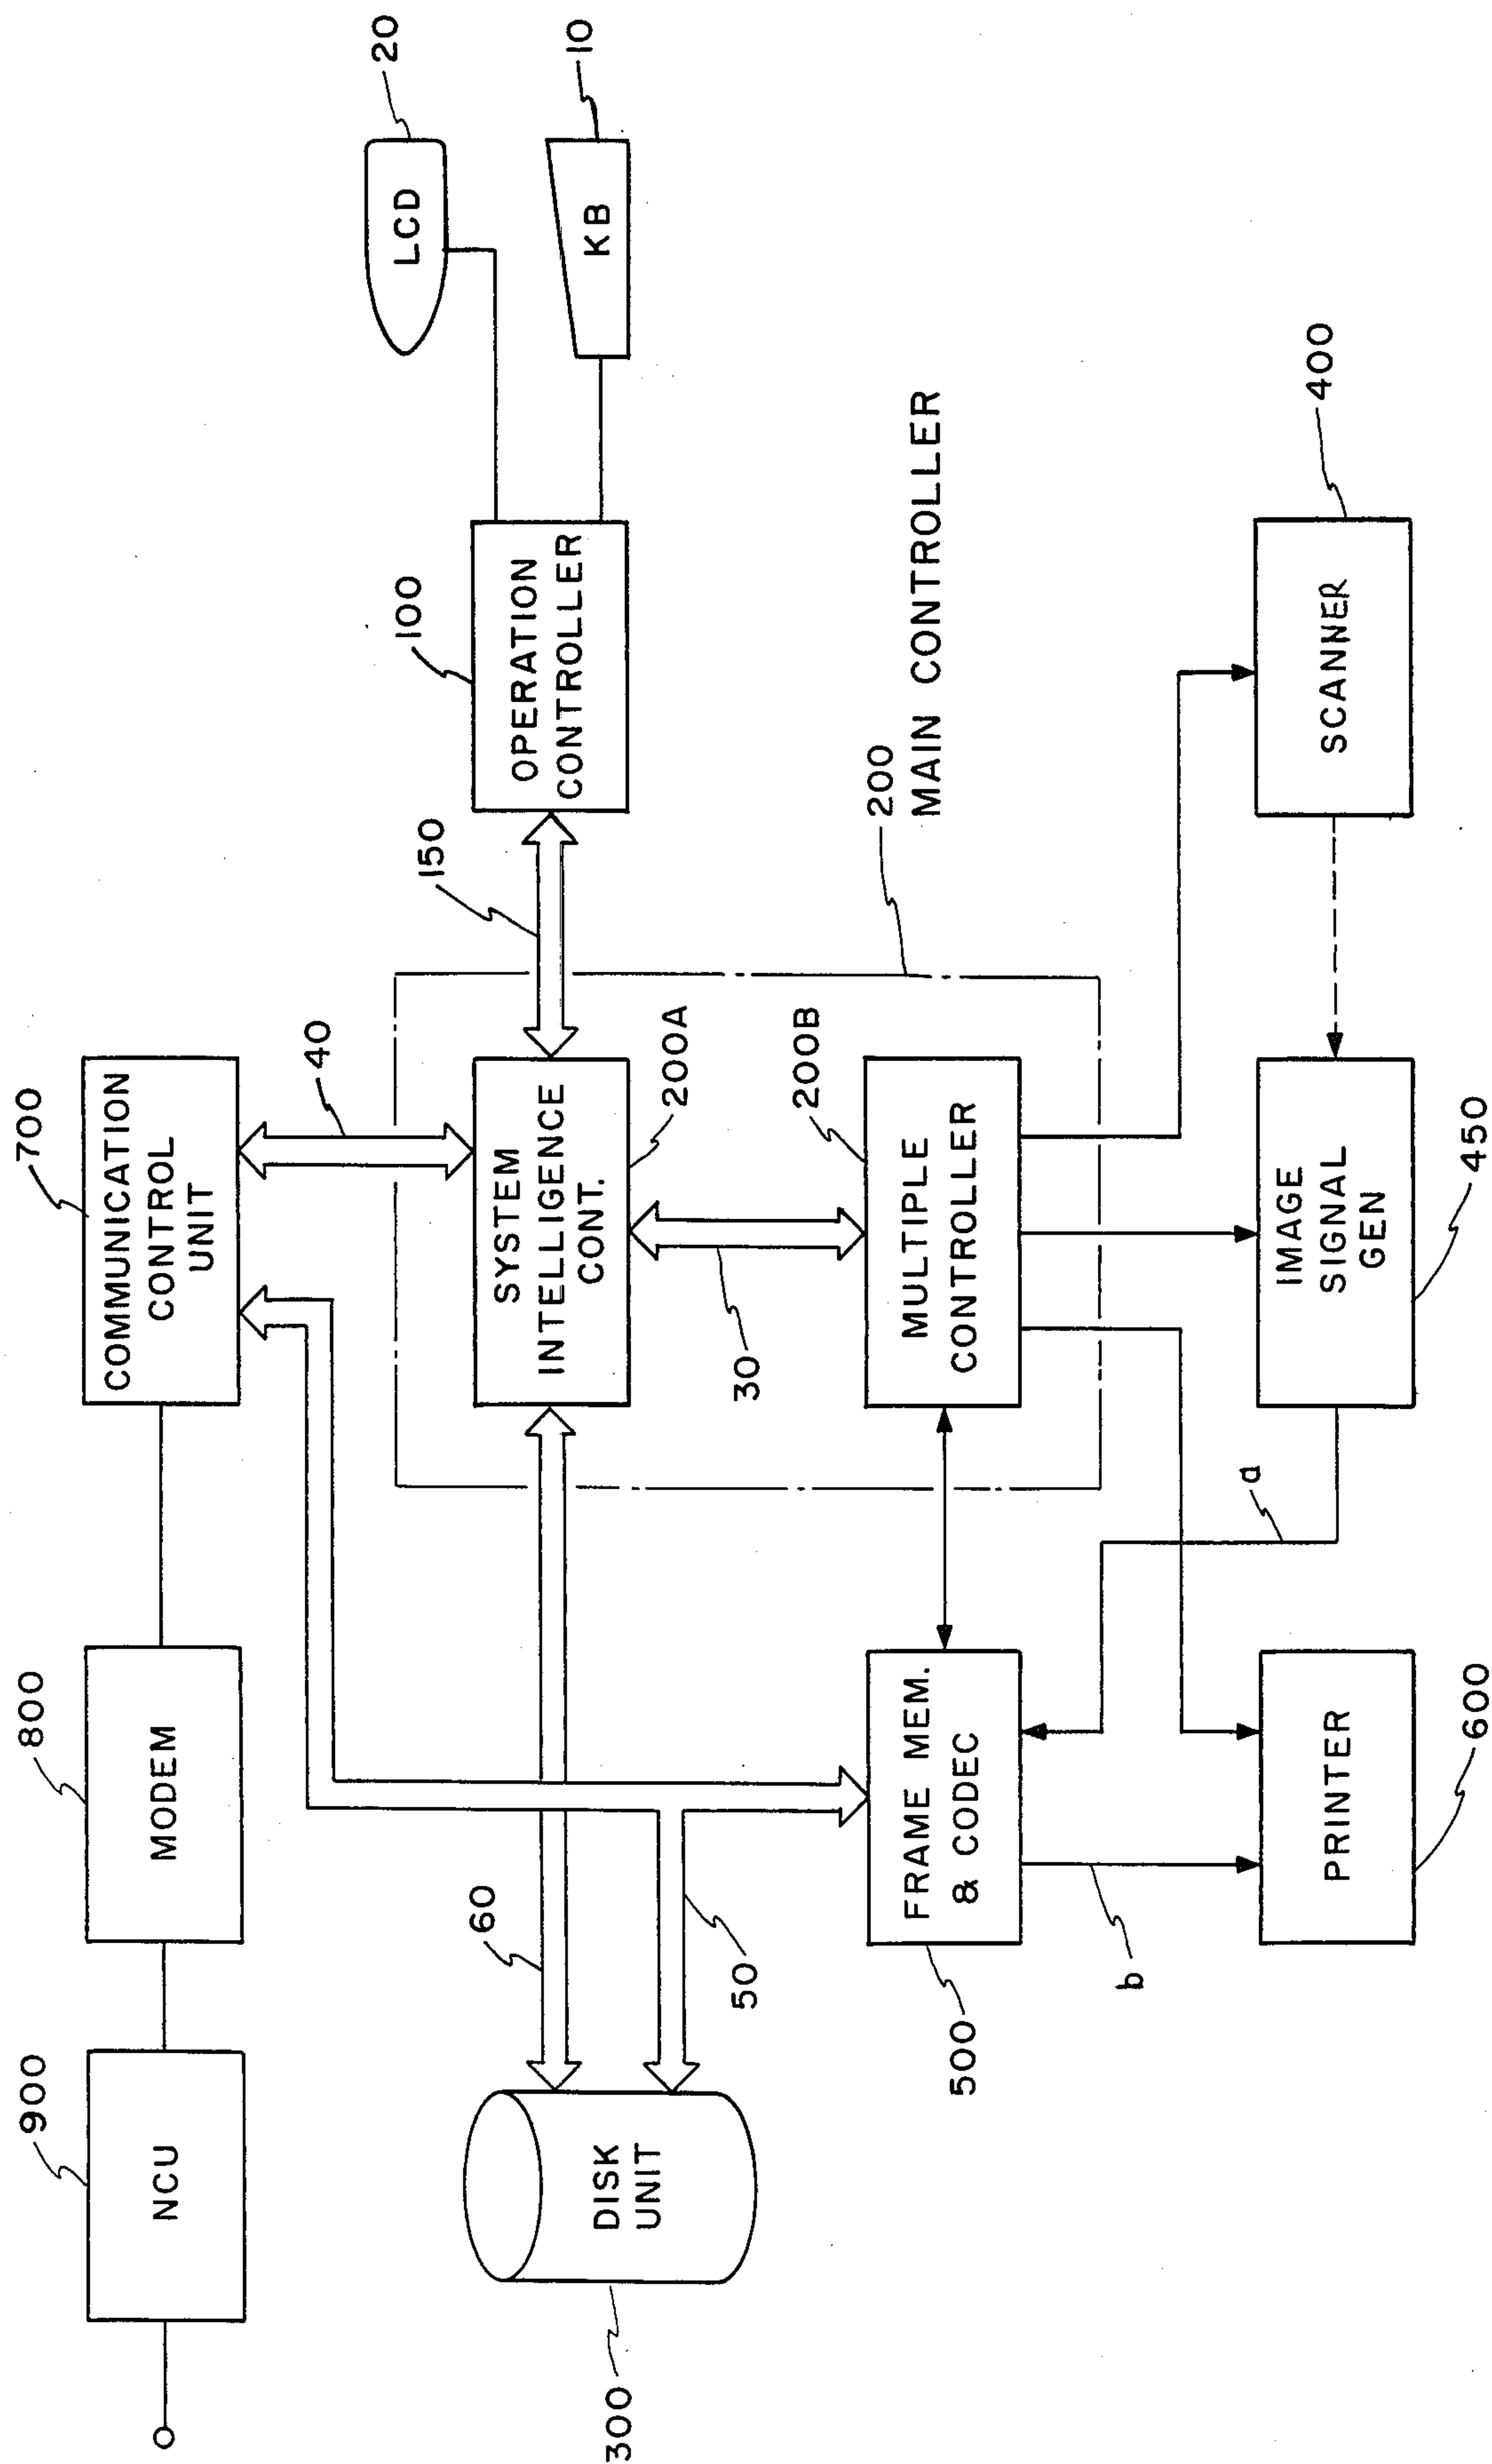 900
NCU
800
MODEM
700
COMMUNICATION
CONTROL
UNIT
40
300
DISK
UNIT
60
50
SYSTEM
INTELLIGENCE
CONT.
200A
150
100
OPERATION
CONTROLLER
LCD
20
KB
10
30
500
FRAME MEM.
& CODEC
MULTIPLE
CONTROLLER
200B
200
MAIN CONTROLLER
b
a
PRINTER
600
IMAGE
SIGNAL
GEN
450
SCANNER
400